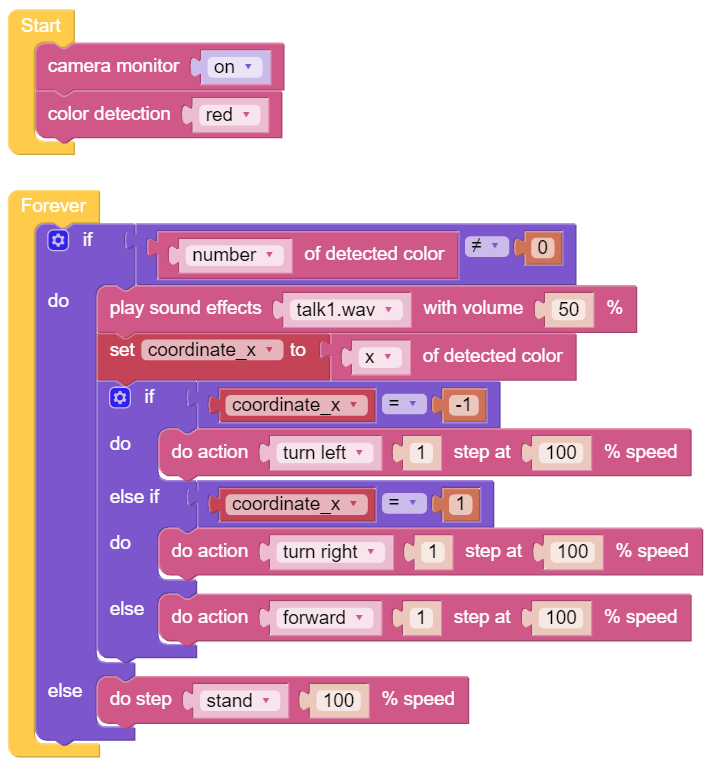 Start
camera monitor on
color detection red
Forever
if number of detected color ≠ 0
do
play sound effects talk1.wav with volume 50 %
set coordinate_x to x of detected color
if coordinate_x = -1
do do action turn left 1 step at 100 % speed
else if coordinate_x = 1
do do action turn right 1 step at 100 % speed
else do action forward 1 step at 100 % speed
else do step stand 100 % speed